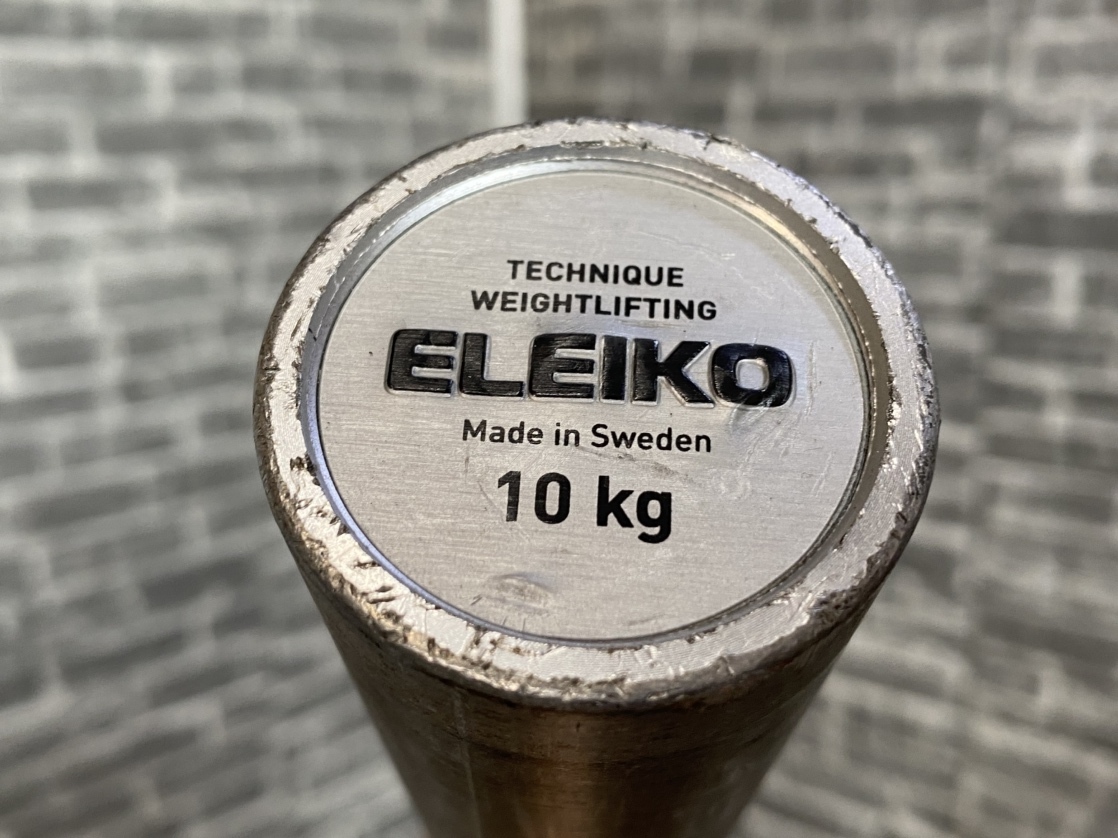 TECHNIQUE
WEIGHTLIFTING
ELEIKO
Made in Sweden
10 kg